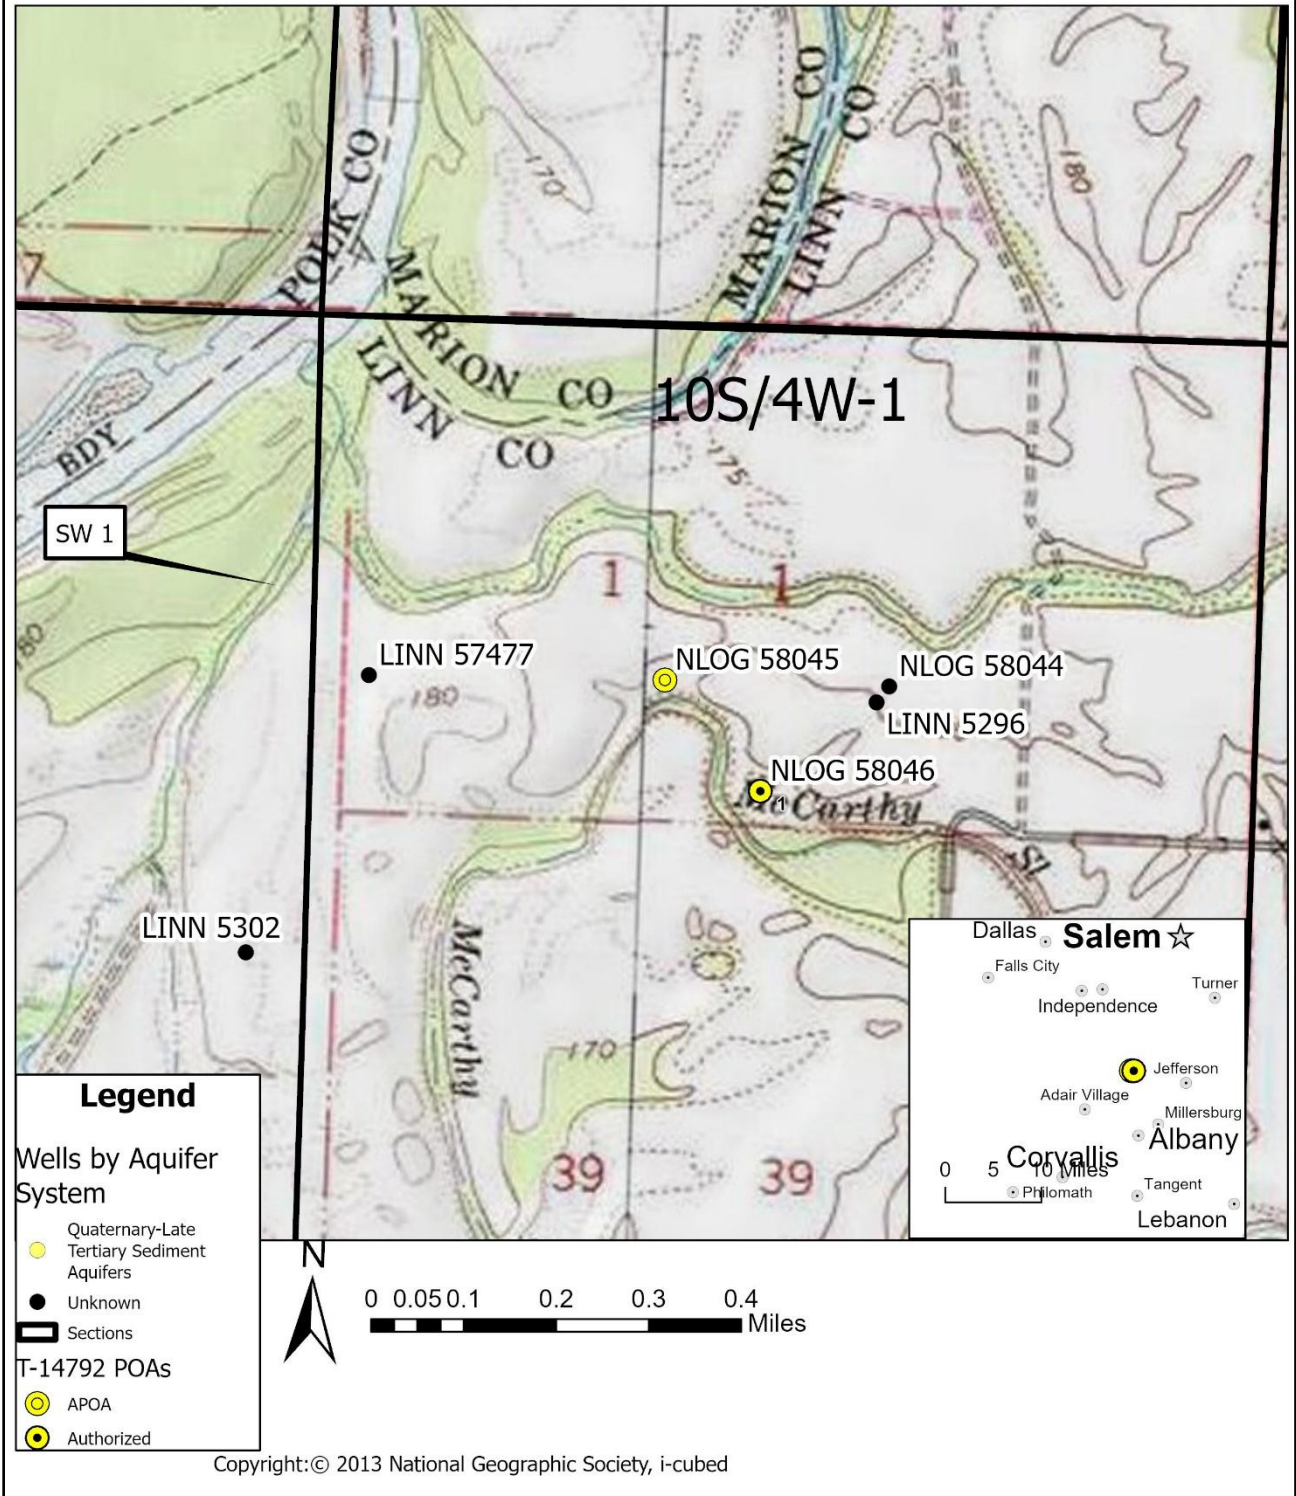 POLK CO
MARION CO
LINN CO
170
180
7
MARION CO
LINN CO
BDY
10S/4W-1
175
SW 1
1
1
180
LINN 57477
NLOG 58045
NLOG 58044
180
LINN 5296
NLOG 58046
1
McCarthy
Sl
LINN 5302
McCarthy
170
39
39
Dallas
Salem
Falls City
Turner
Independence
Jefferson
Adair Village
Millersburg
Albany
Corvallis
0 5 10 Miles
Philomath
Tangent
Lebanon
Legend
Wells by Aquifer
System
Quaternary-Late
Tertiary Sediment
Aquifers
Unknown
Sections
T-14792 POAs
APOA
Authorized
N
0 0.05 0.1 0.2 0.3 0.4
Miles
Copyright:© 2013 National Geographic Society, i-cubed